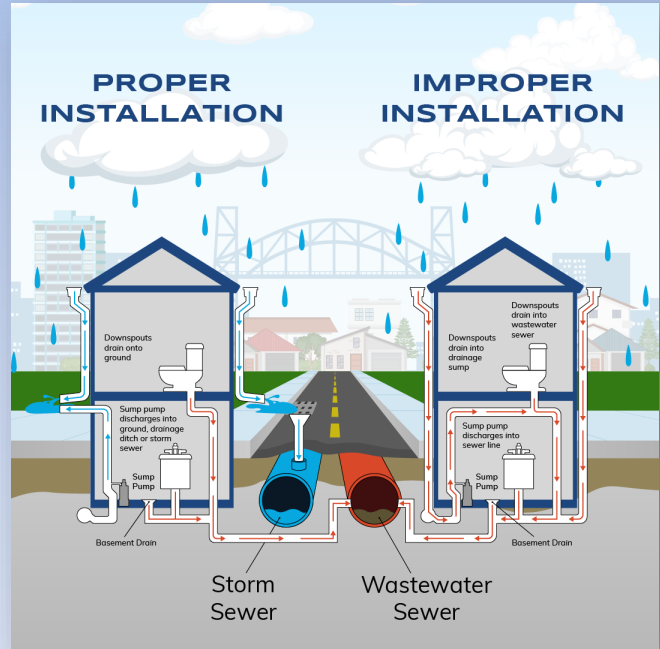 PROPER
INSTALLATION
IMPROPER
INSTALLATION
Downspouts
drain onto
ground
Sump pump
discharges into
ground, drainage
ditch or storm
sewer
Sump
Pump
Basement Drain
Downspouts
drain into
wastewater
sewer
Downspouts
drain into
drainage
sump
Sump pump
discharges into
sewer line
Sump
Pump
Basement Drain
Storm
Sewer
Wastewater
Sewer